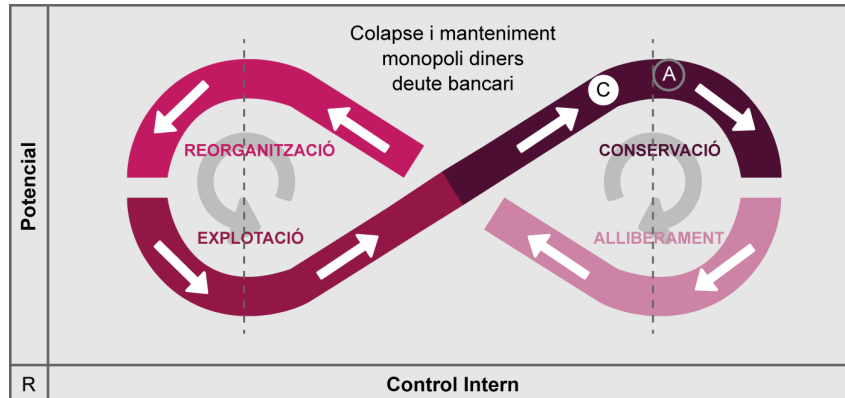 Colapse i manteniment
monopoli diners
deute bancari
A
C
REORGANITZACIÓ
CONSERVACIÓ
EXPLOTACIÓ
ALLIBERAMENT
Potencial
R
Control Intern